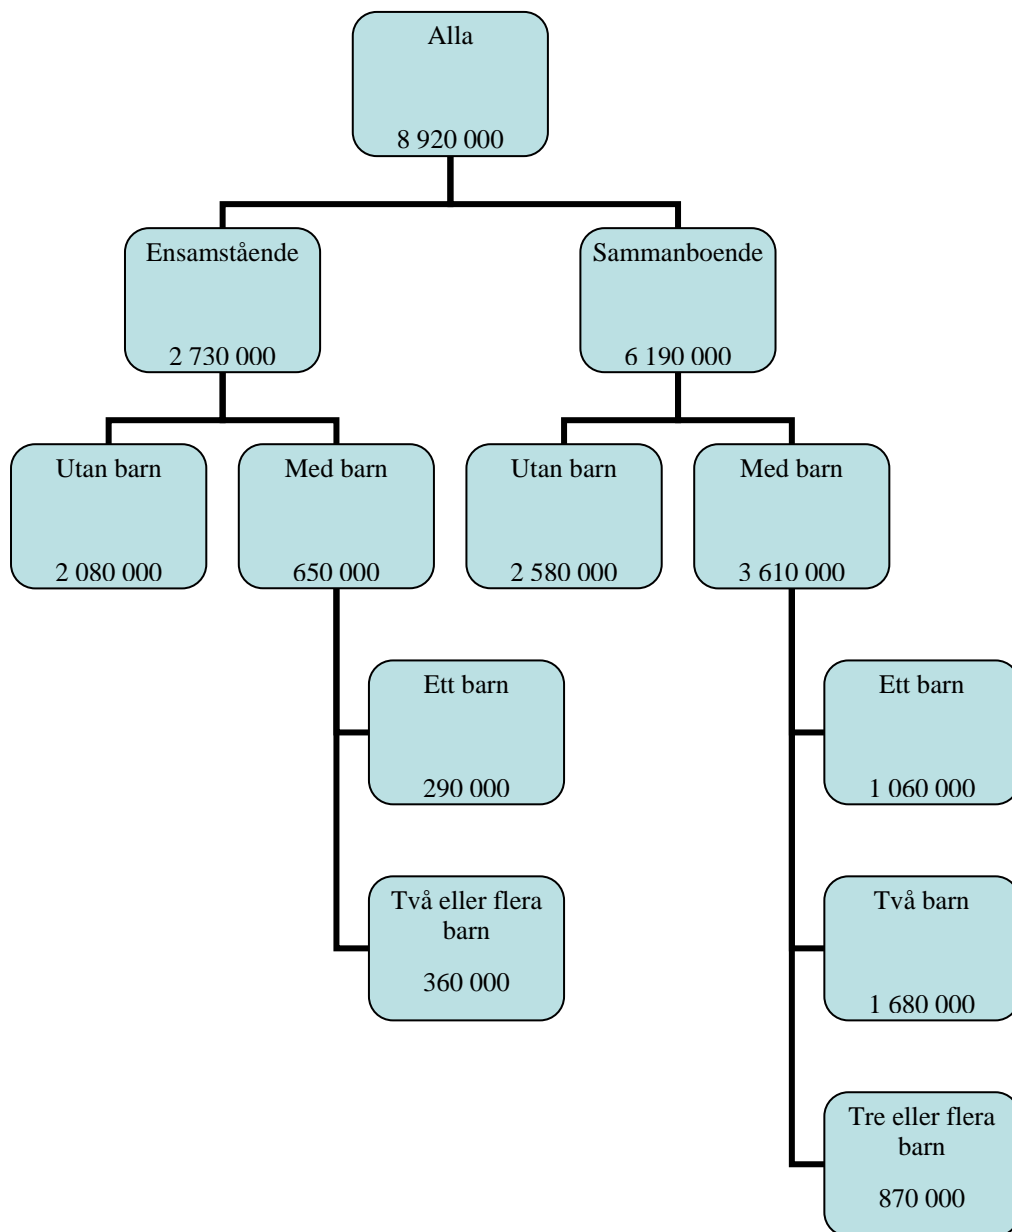 Alla
8 920 000
Ensamstående
2 730 000
Sammanboende
6 190 000
Utan barn
2 080 000
Med barn
650 000
Utan barn
2 580 000
Med barn
3 610 000
Ett barn
290 000
Ett barn
1 060 000
Två eller flera
barn
360 000
Två barn
1 680 000
Tre eller flera
barn
870 000